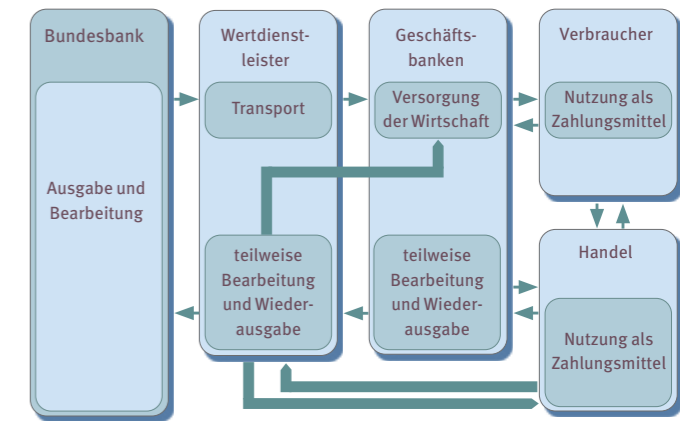 Bundesbank
Ausgabe und
Bearbeitung
Wertdienst-
leister
Transport
teilweise
Bearbeitung
und Wieder-
ausgabe
Geschäfts-
banken
Versorgung
der Wirtschaft
teilweise
Bearbeitung
und Wieder-
ausgabe
Verbraucher
Nutzung als
Zahlungsmittel
Handel
Nutzung als
Zahlungsmittel